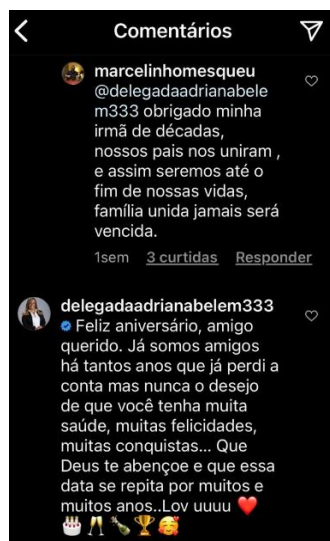 Comentários
marcelinhomesqueu
@delegadaadrianabele
m333 obrigado minha
irmã de décadas,
nossos pais nos uniram ,
e assim seremos até o
fim de nossas vidas,
família unida jamais será
vencida.
1sem 3 curtidas Responder
delegadaadrianabelem333
Feliz aniversário, amigo
querido. Já somos amigos
há tantos anos que já perdi a
conta mas nunca o desejo
de que você tenha muita
saúde, muitas felicidades,
muitas conquistas... Que
Deus te abençoe e que essa
data se repita por muitos e
muitos anos..Lov uuuu ❤️
🎂🥂🍾🏆🥰